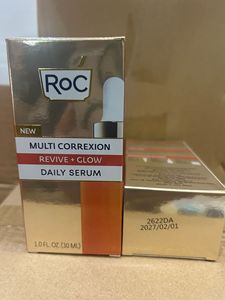 RoC
NEW
MULTI CORREXION
REVIVE + GLOW
DAILY SERUM
1.0 FL. OZ (30 ML)
2622DA
2027/02/01